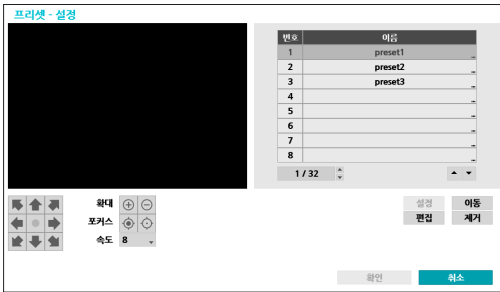 프리셋 - 설정
번호 이름
1 preset1 ...
2 preset2 ...
3 preset3 ...
4 ...
5 ...
6 ...
7 ...
8 ...
1 / 32
확대
포커스
속도 8
설정 이동
편집 제거
확인 취소